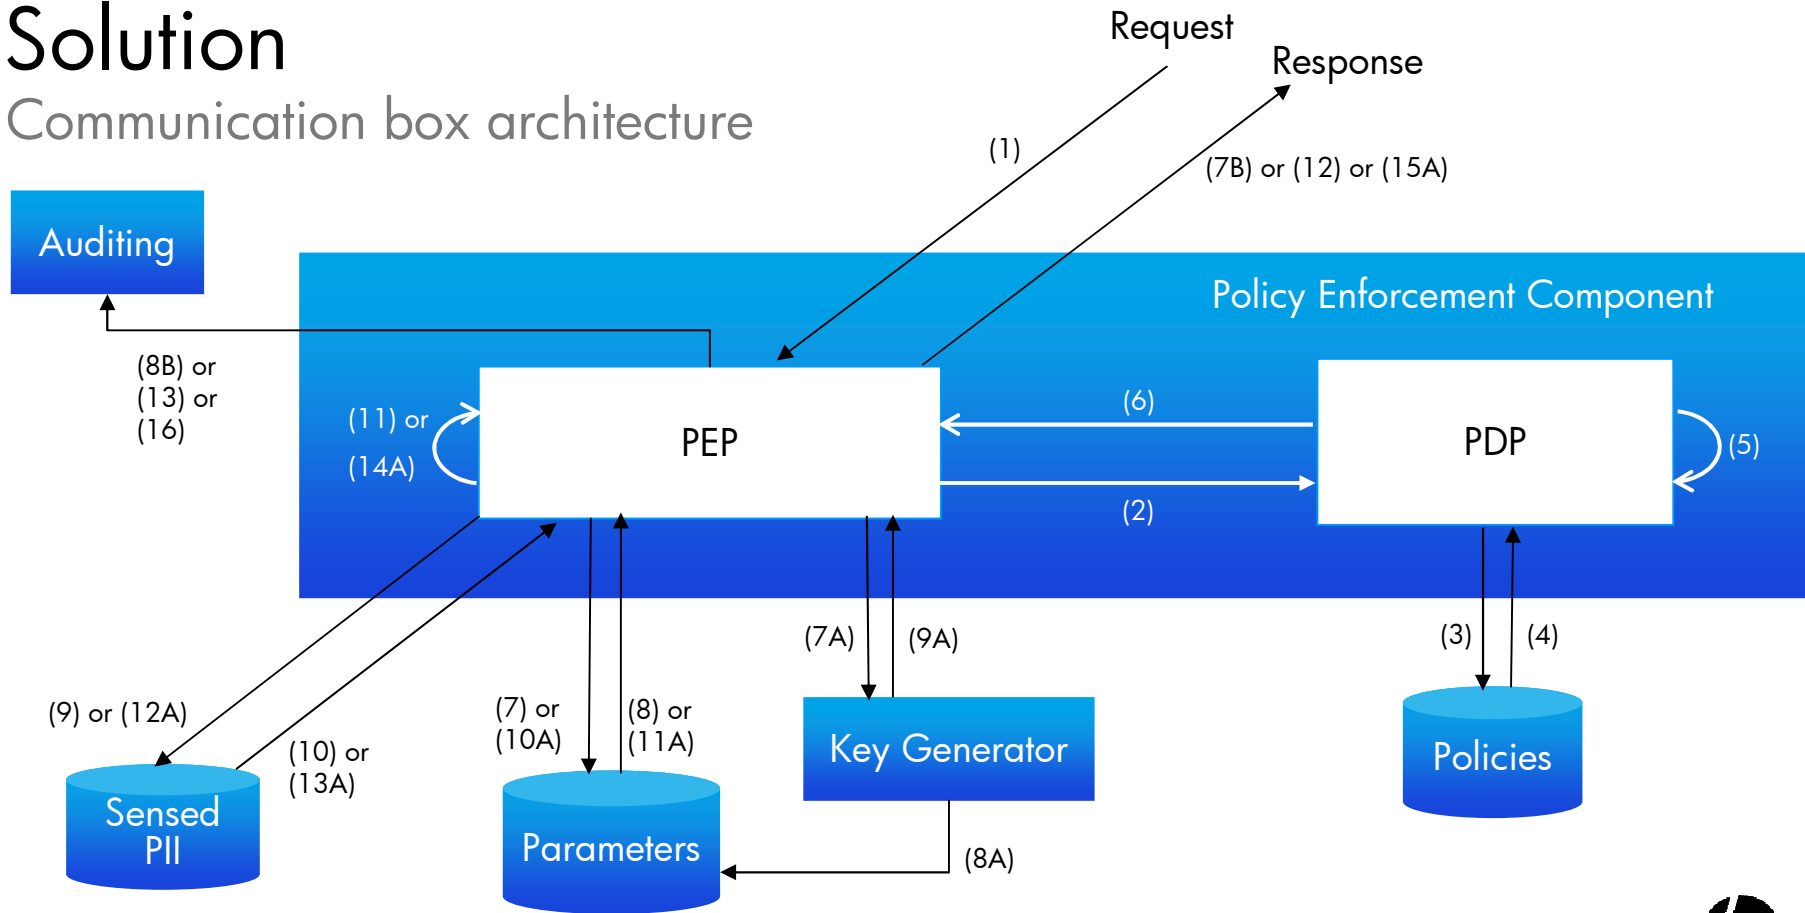 Solution
Communication box architecture
Request
Response
(1)
(7B) or (12) or (15A)
Auditing
Policy Enforcement Component
(8B) or
(13) or
(16)
(11) or
(14A)
PEP
(6)
(2)
PDP
(5)
(7A)
(9A)
(3)
(4)
(9) or (12A)
(10) or
(13A)
(7) or
(10A)
(8) or
(11A)
Key Generator
Policies
Sensed
PII
Parameters
(8A)